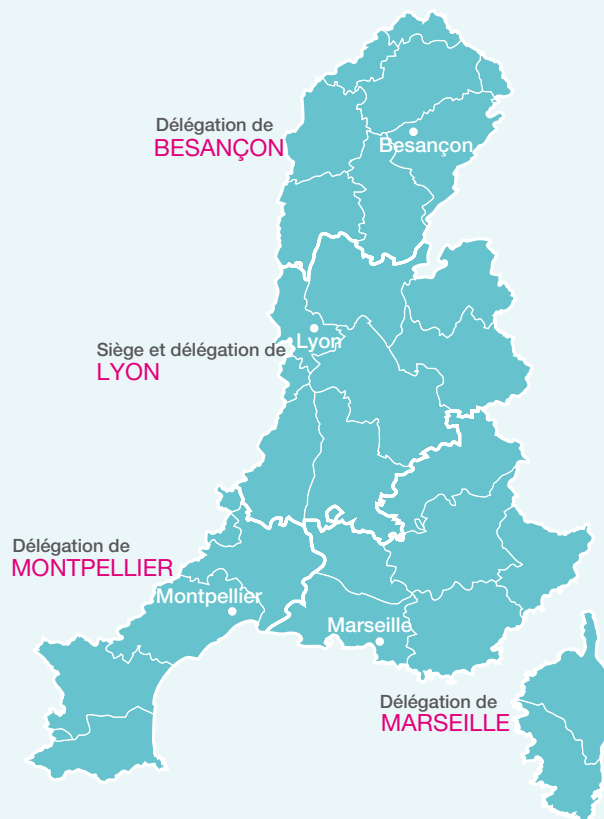 Délégation de
BESANÇON
Besançon
Siège et délégation de
LYON
Lyon
Délégation de
MONTPELLIER
Montpellier
Marseille
Délégation de
MARSEILLE